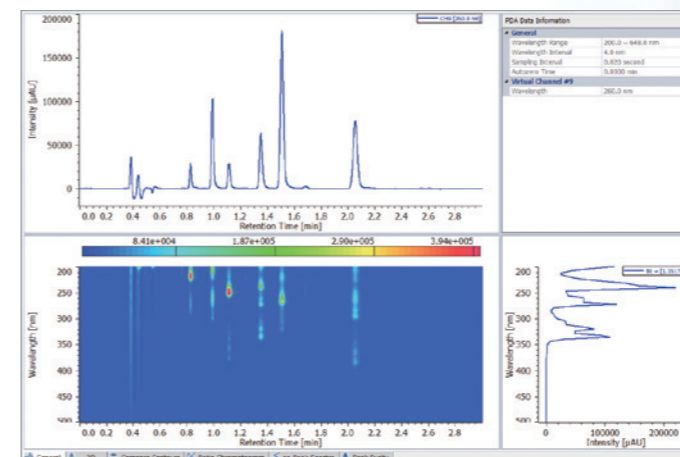 200000
150000
100000
50000
0
Intensity [µAU]
0.0 0.2 0.4 0.6 0.8 1.0 1.2 1.4 1.6 1.8 2.0 2.2 2.4 2.6 2.8
Retention Time [min]
PDA Data Information
General
Wavelength Range 200.0 ~ 648.0 nm
Wavelength Interval 4.0 nm
Sampling Interval second
Autozero Time 0.0000 min
Virtual Channel #9
Wavelength 260.0 nm
8.41e+004 1.87e+005 2.90e+005 3.94e+005
200
250
300
350
400
450
500
Wavelength [nm]
0.0 0.2 0.4 0.6 0.8 1.0 1.2 1.4 1.6 1.8 2.0 2.2 2.4 2.6 2.8
Retention Time [min]
200
250
300
350
400
450
500
Wavelength [nm]
0 100000 200000
Intensity [µAU]
General 3D